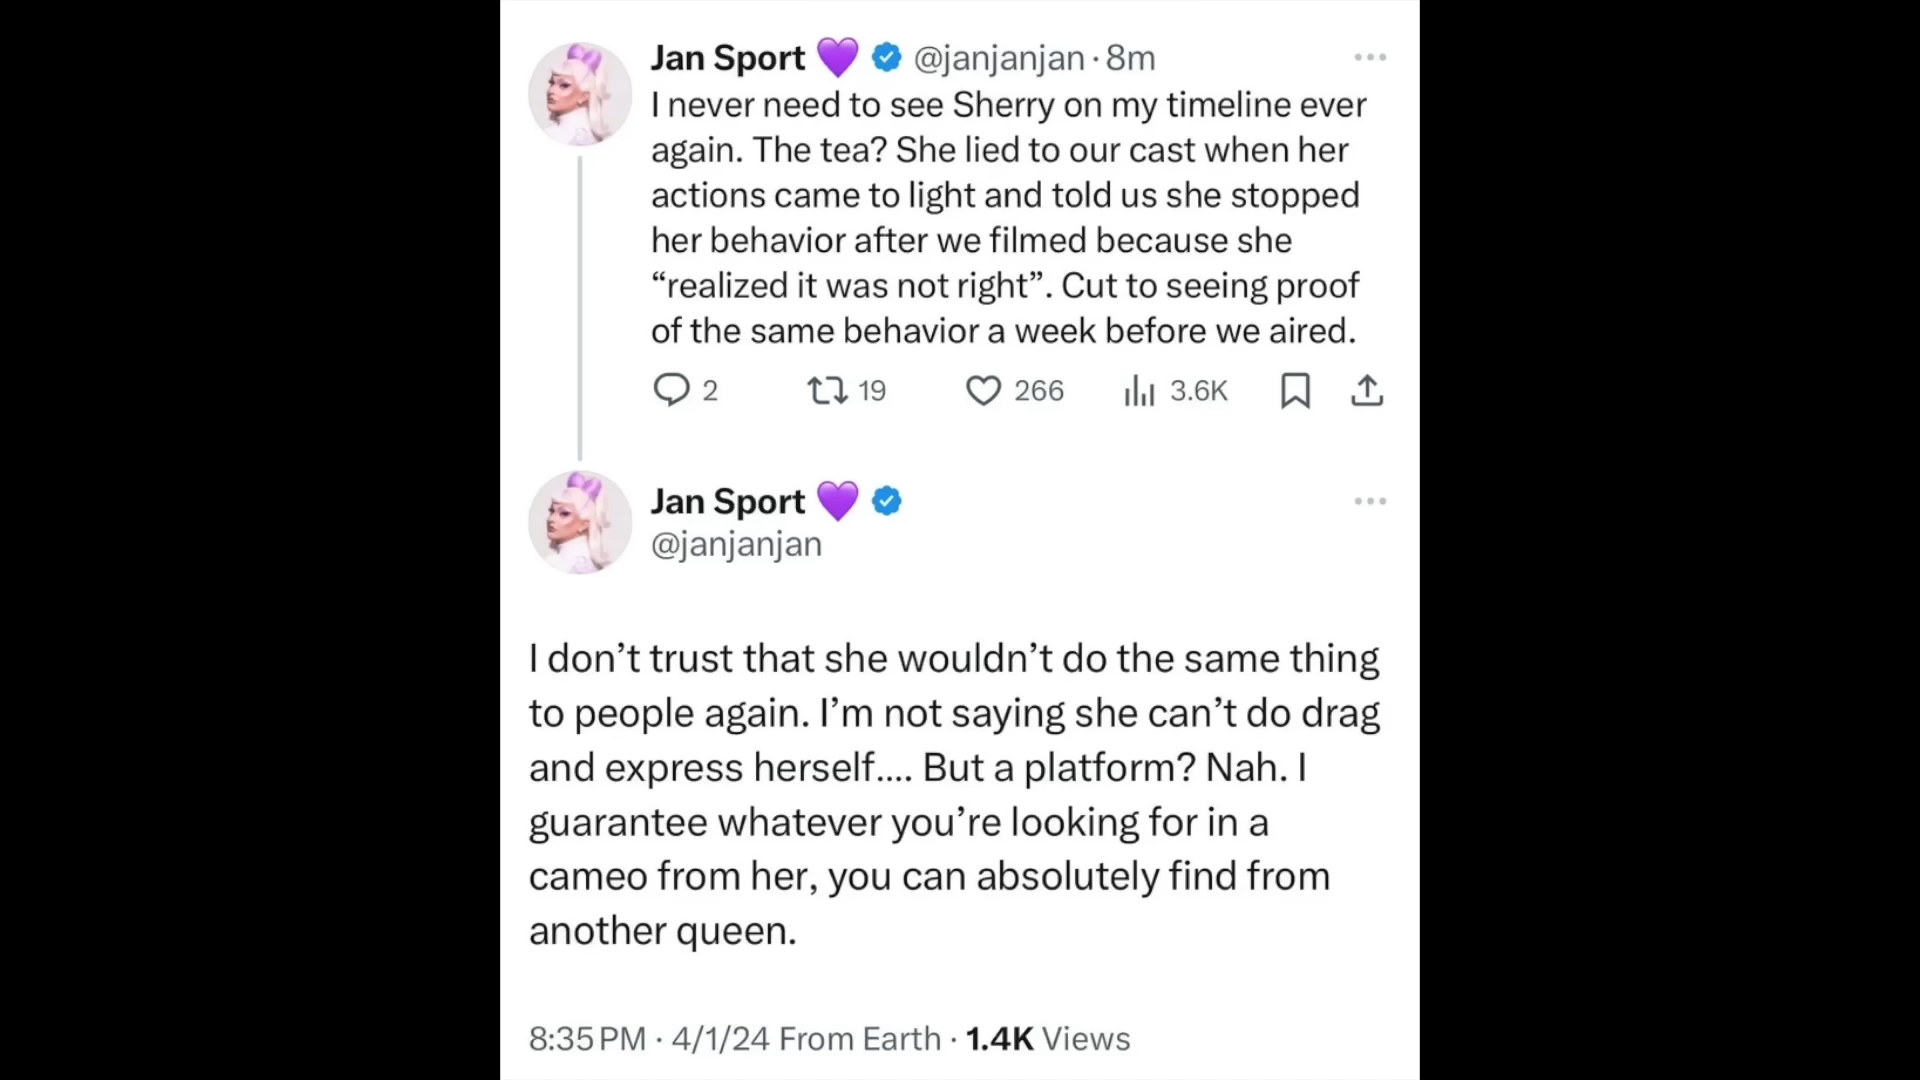 Jan Sport 💜 @janjanjan · 8m
I never need to see Sherry on my timeline ever
again. The tea? She lied to our cast when her
actions came to light and told us she stopped
her behavior after we filmed because she
“realized it was not right”. Cut to seeing proof
of the same behavior a week before we aired.
2 19 266 3.6K
Jan Sport 💜
@janjanjan
I don’t trust that she wouldn’t do the same thing
to people again. I’m not saying she can’t do drag
and express herself.... But a platform? Nah. I
guarantee whatever you’re looking for in a
cameo from her, you can absolutely find from
another queen.
8:35 PM · 4/1/24 From Earth · 1.4K Views